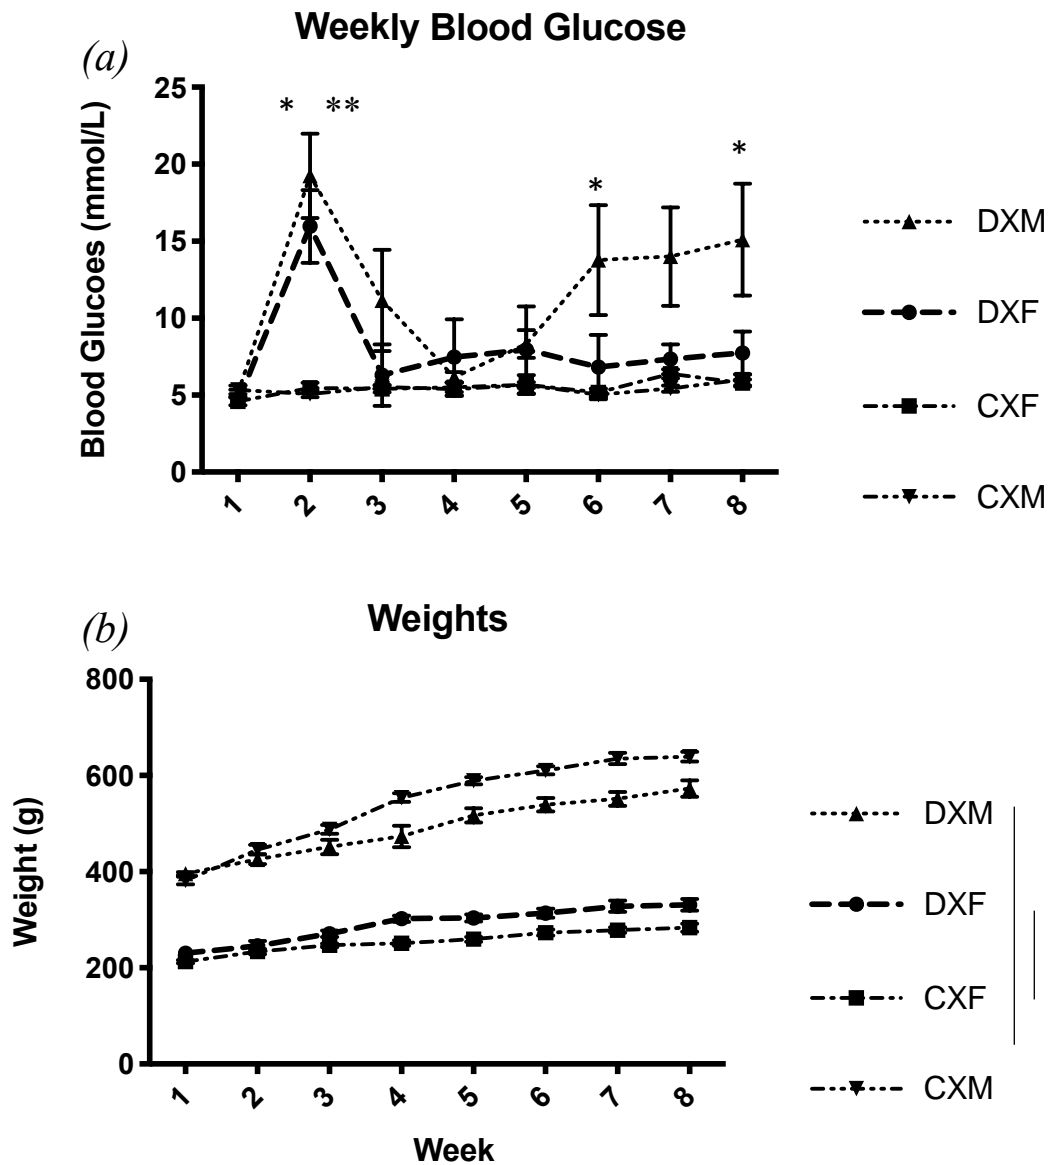 Weekly Blood Glucose
(a)
Blood Glucoes (mmol/L)
25
20
15
10
5
0
* **
*
*
1 2 3 4 5 6 7 8
DXM
DXF
CXF
CXM
(b)
Weights
Weight (g)
800
600
400
200
0
1 2 3 4 5 6 7 8
Week
DXM
DXF
CXF
CXM